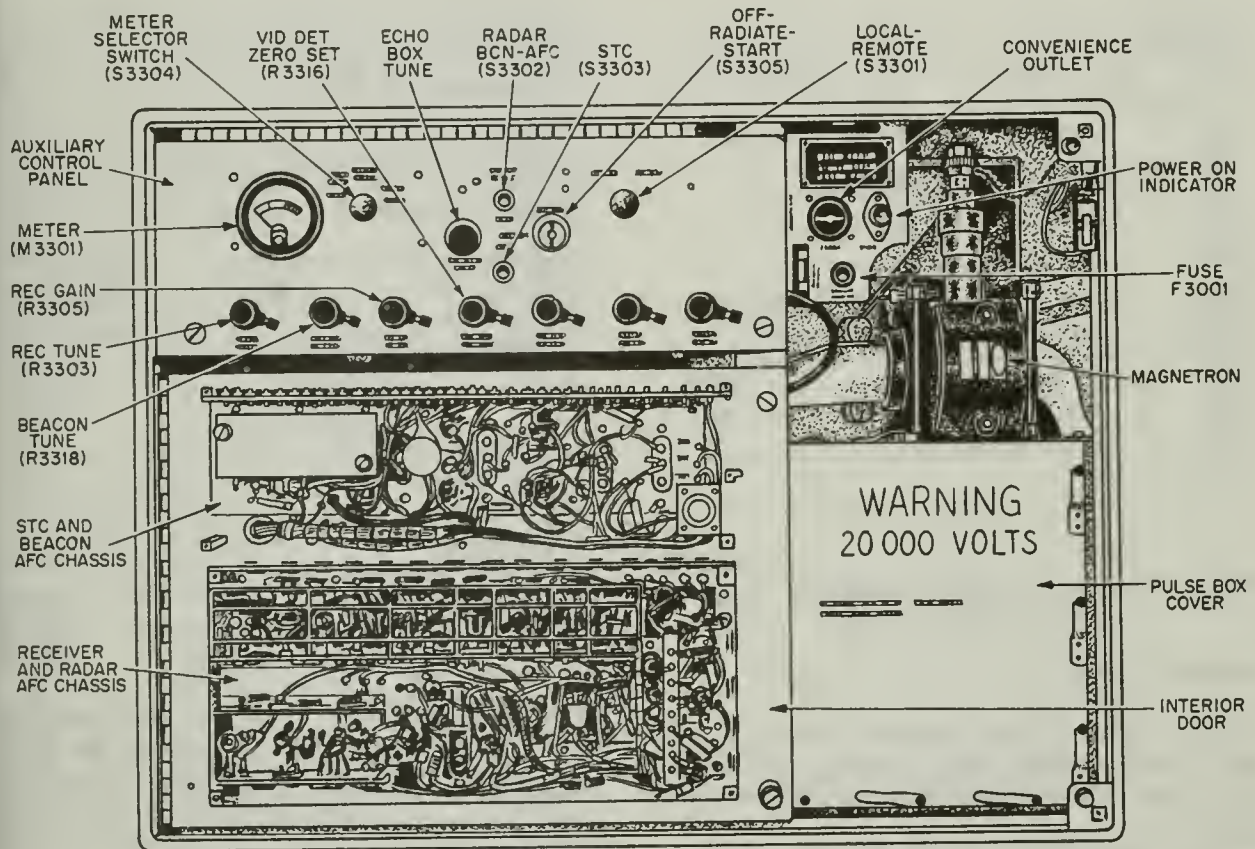 METER
SELECTOR
SWITCH
(S3304)
VID DET
ZERO SET
(R3316)
ECHO
BOX
TUNE
RADAR
BCN-AFC
(S3302)
STC
(S3303)
OFF-
RADIATE-
START
(S3305)
LOCAL-
REMOTE
(S3301)
CONVENIENCE
OUTLET
AUXILIARY
CONTROL
PANEL
METER
(M3301)
REC GAIN
(R3305)
REC TUNE
(R3303)
BEACON
TUNE
(R3318)
STC AND
BEACON
AFC CHASSIS
RECEIVER
AND RADAR
AFC CHASSIS
POWER ON
INDICATOR
FUSE
F3001
MAGNETRON
WARNING
20 000 VOLTS
PULSE BOX
COVER
INTERIOR
DOOR